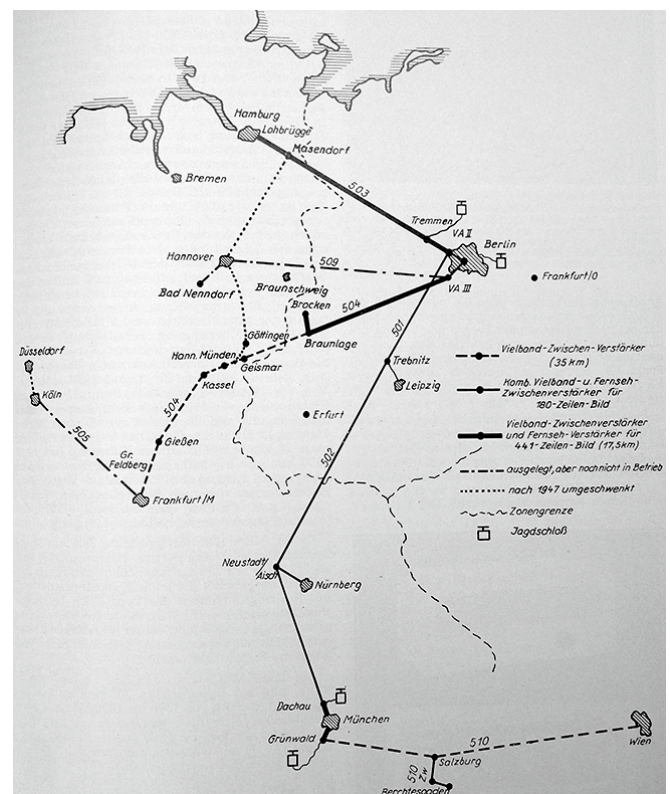 Hamburg
Lohbrügge
Masendorf
Bremen
503
Tremmen
VA II
Berlin
Hannover
509
Frankfurt/O
Bad Nenndorf
Braunschweig
VA III
Brocken
504
501
Göttingen
Braunlage
Hann. Münden
Geismar
Düsseldorf
Kassel
Trebnitz
Köln
Leipzig
504
Erfurt
505
Gießen
Gr. Feldberg
502
Frankfurt/M
Vielband-Zwischen-Verstärker
(35 km)
Komb. Vielband- u. Fernseh-
Zwischenverstärker für
180-Zeilen-Bild
Vielband-Zwischenverstärker
und Fernseh-Verstärker für
441-Zeilen-Bild (17,5km)
ausgelegt, aber noch nicht in Betrieb
nach 1947 umgeschwenkt
Zonengrenze
Jagdschloß
Neustadt/
Aisch
Nürnberg
Dachau
München
Grünwald
510
Wien
Salzburg
510
Zw
Berchtesgaden